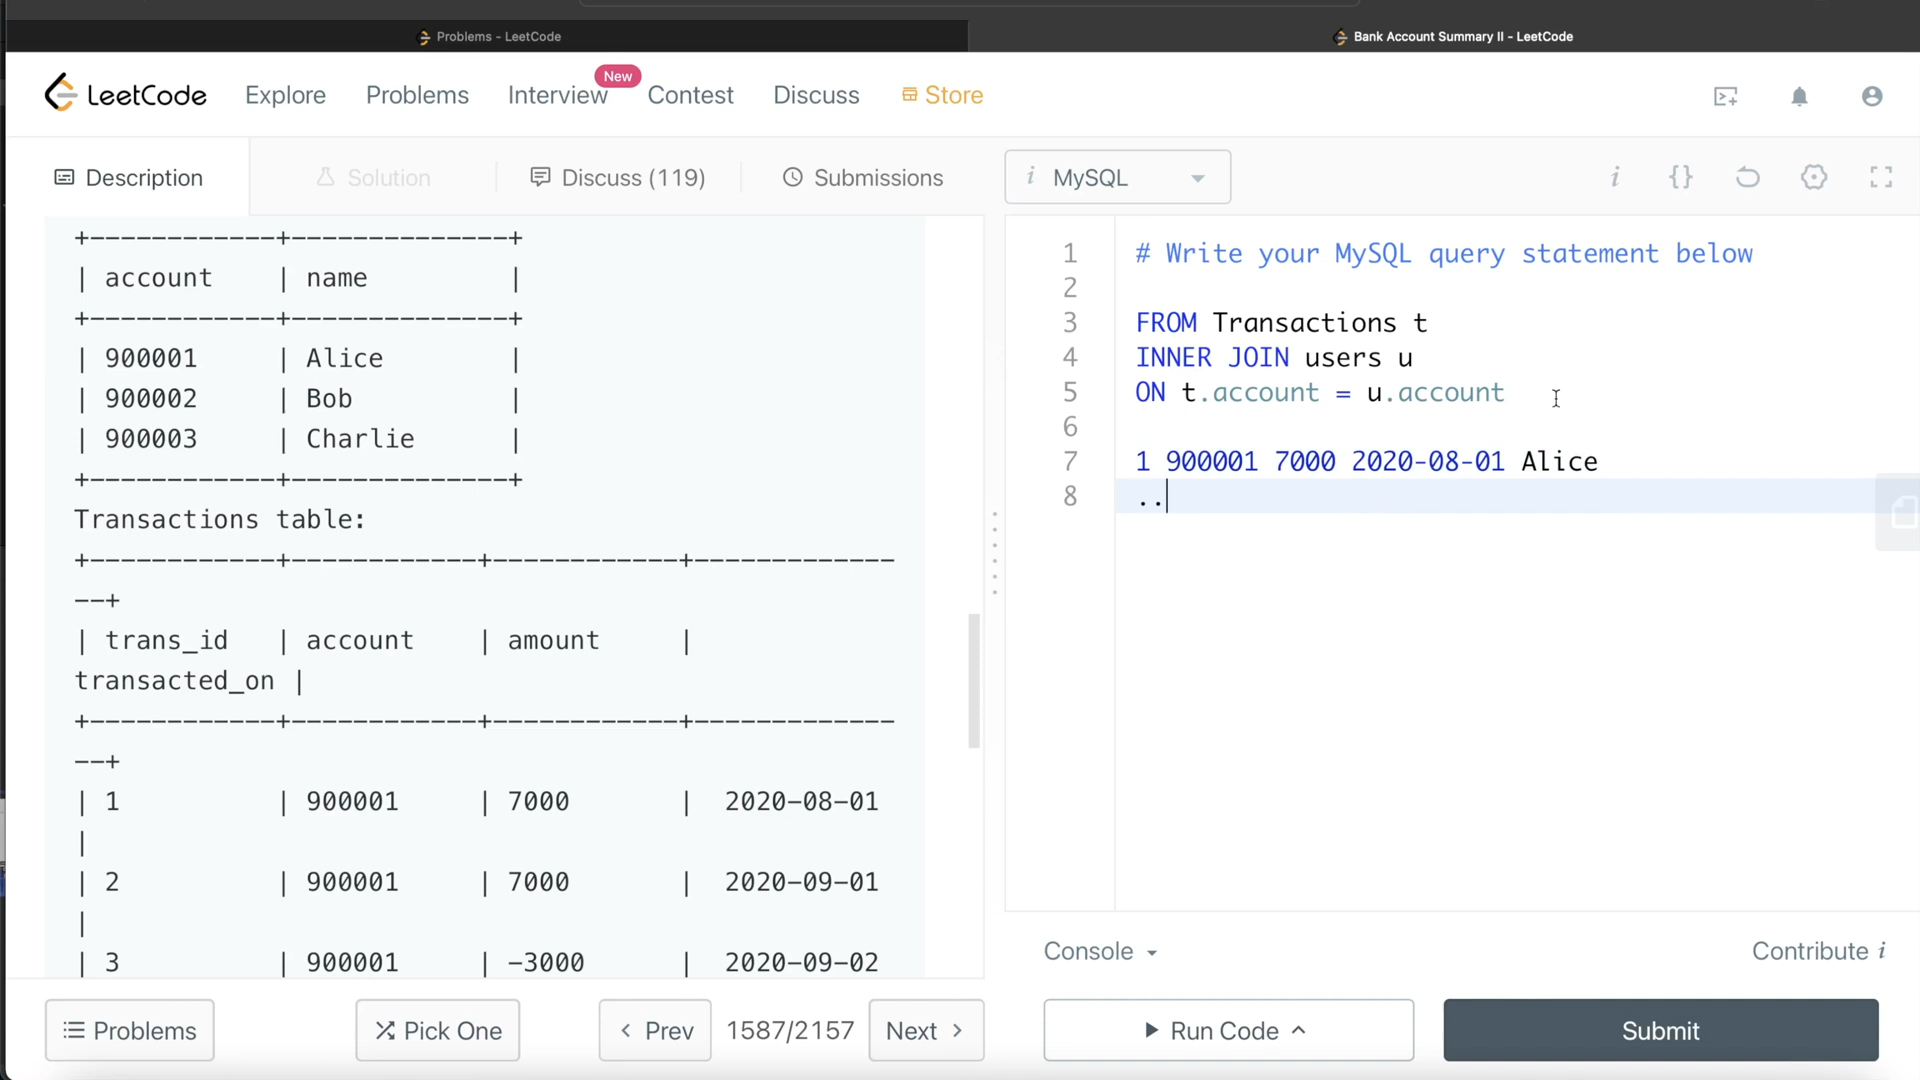 Problems - LeetCode
Bank Account Summary II - LeetCode
LeetCode
Explore
Problems
Interview
New
Contest
Discuss
Store
Description
Solution
Discuss (119)
Submissions
i MySQL
i
{}
+------------+--------------+
| account    | name         |
+------------+--------------+
| 900001     | Alice        |
| 900002     | Bob          |
| 900003     | Charlie      |
+------------+--------------+
Transactions table:
+------------+------------+------------+-------------
--+
| trans_id   | account    | amount     |
transacted_on |
+------------+------------+------------+-------------
--+
| 1          | 900001     | 7000       |  2020-08-01
|
| 2          | 900001     | 7000       |  2020-09-01
|
| 3          | 900001     | -3000      |  2020-09-02
1 # Write your MySQL query statement below
2
3 FROM Transactions t
4 INNER JOIN users u
5 ON t.account = u.account
6
7 1 900001 7000 2020-08-01 Alice
8 ..
Console
Contribute i
Problems
Pick One
< Prev
1587/2157
Next >
Run Code
Submit